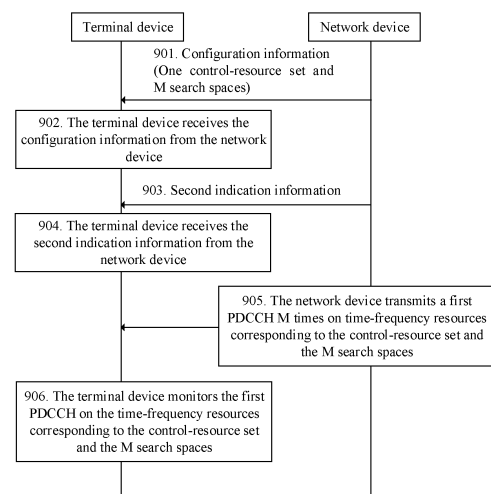 Terminal device
Network device
901. Configuration information
(One control-resource set and
M search spaces)
902. The terminal device receives the
configuration information from the network
device
903. Second indication information
904. The terminal device receives the
second indication information from the
network device
905. The network device transmits a first
PDCCH M times on time-frequency resources
corresponding to the control-resource set and
the M search spaces
906. The terminal device monitors the first
PDCCH on the time-frequency resources
corresponding to the control-resource set
and the M search spaces